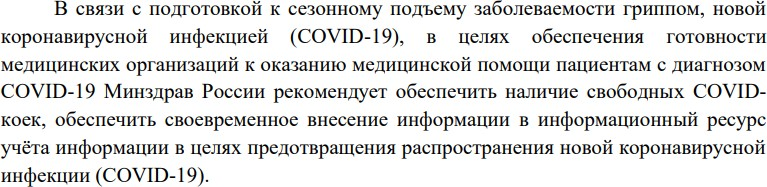 В связи с подготовкой к сезонному подъему заболеваемости гриппом, новой
коронавирусной инфекцией (COVID-19), в целях обеспечения готовности
медицинских организаций к оказанию медицинской помощи пациентам с диагнозом
COVID-19 Минздрав России рекомендует обеспечить наличие свободных COVID-
коек, обеспечить своевременное внесение информации в информационный ресурс
учёта информации в целях предотвращения распространения новой коронавирусной
инфекции (COVID-19).